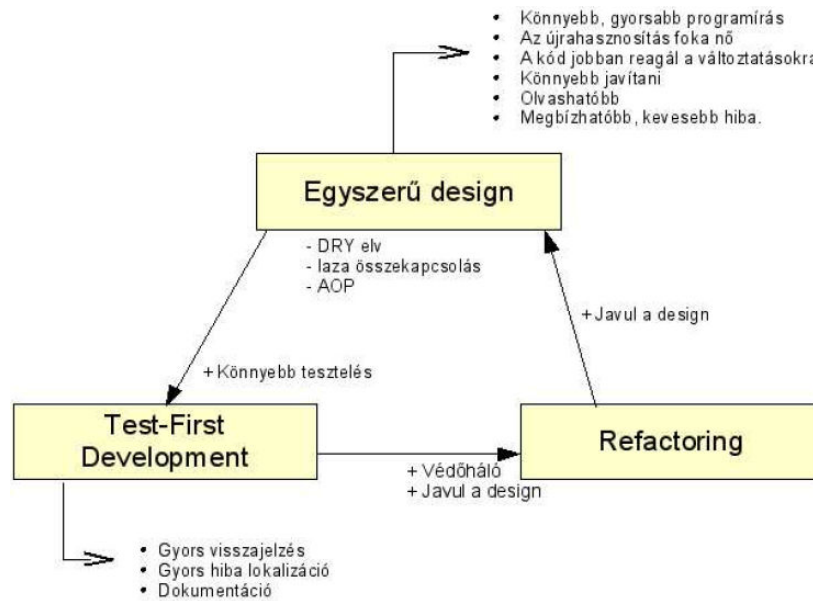 • Könnyebb, gyorsabb programírás
• Az újrahasznosítás foka nő
• A kód jobban reagál a változtatásokra
• Könnyebb javítani
• Olvashatóbb
• Megbízhatóbb, kevesebb hiba.
Egyszerű design
- DRY elv
- laza összekapcsolás
- AOP
+ Javul a design
+ Könnyebb tesztelés
Test-First
Development
Refactoring
+ Védőháló
+ Javul a design
• Gyors visszajelzés
• Gyors hiba lokalizáció
• Dokumentáció